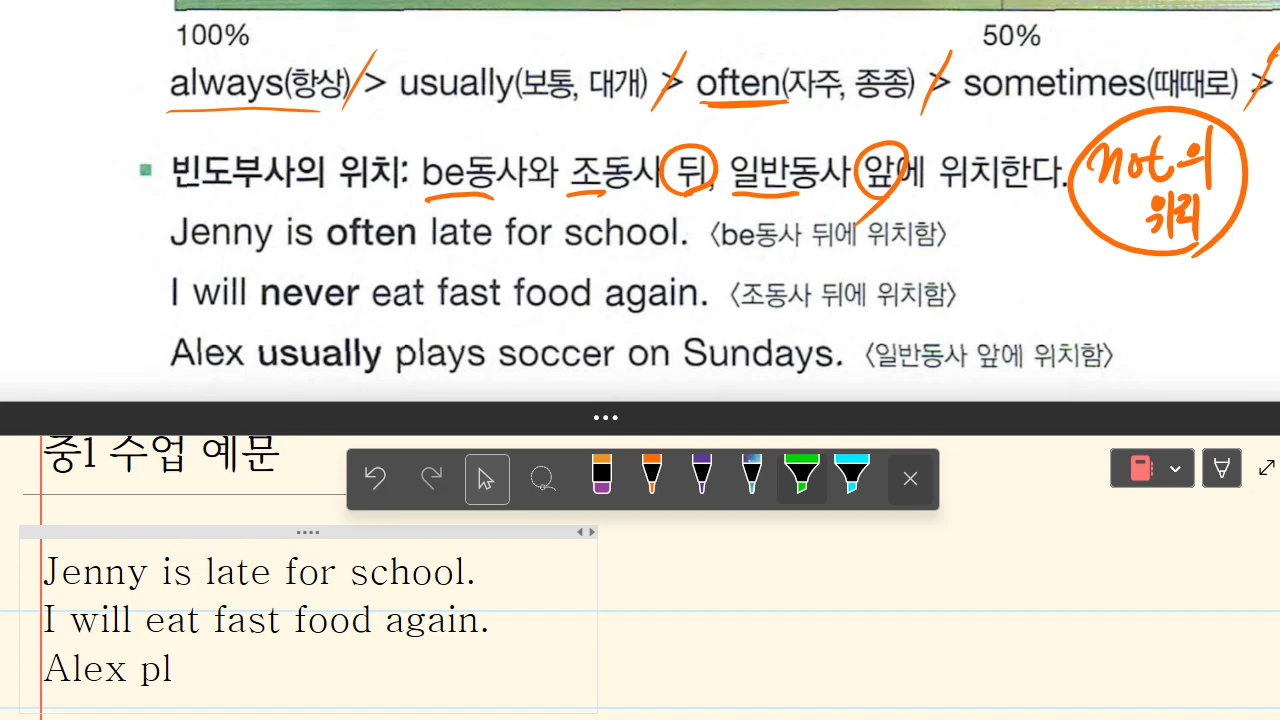 100% 50%
always(항상) > usually(보통, 대개) > often(자주, 종종) > sometimes(때때로) >
빈도부사의 위치: be동사와 조동사 뒤, 일반동사 앞에 위치한다.
not의
위치
Jenny is often late for school. 〈be동사 뒤에 위치함〉
I will never eat fast food again. 〈조동사 뒤에 위치함〉
Alex usually plays soccer on Sundays. 〈일반동사 앞에 위치함〉
중1 수업 예문
Jenny is late for school.
I will eat fast food again.
Alex pl